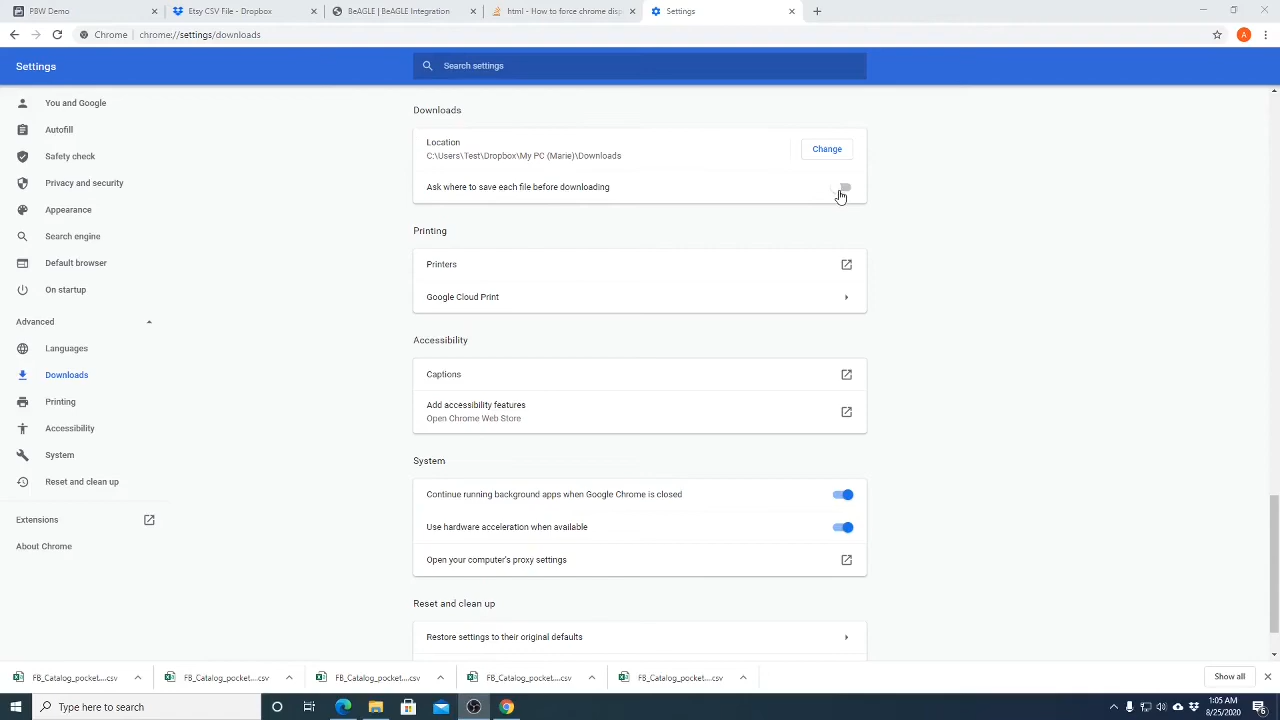 PBW Demo
Etsy CSV File - Dropbox
BeAGLE | BeAGLE Integration
html - How to force chrome disp
Settings
Chrome
chrome://settings/downloads
A
Settings
Search settings
You and Google
Autofill
Safety check
Privacy and security
Appearance
Search engine
Default browser
On startup
Advanced
Languages
Downloads
Printing
Accessibility
System
Reset and clean up
Extensions
About Chrome
Downloads
Location
C:\Users\Test\Dropbox\My PC (Marie)\Downloads
Change
Ask where to save each file before downloading
Printing
Printers
Google Cloud Print
Accessibility
Captions
Add accessibility features
Open Chrome Web Store
System
Continue running background apps when Google Chrome is closed
Use hardware acceleration when available
Open your computer's proxy settings
Reset and clean up
Restore settings to their original defaults
FB_Catalog_pocket....csv
FB_Catalog_pocket....csv
FB_Catalog_pocket....csv
FB_Catalog_pocket....csv
FB_Catalog_pocket....csv
Show all
Type here to search
1:05 AM
8/25/2020